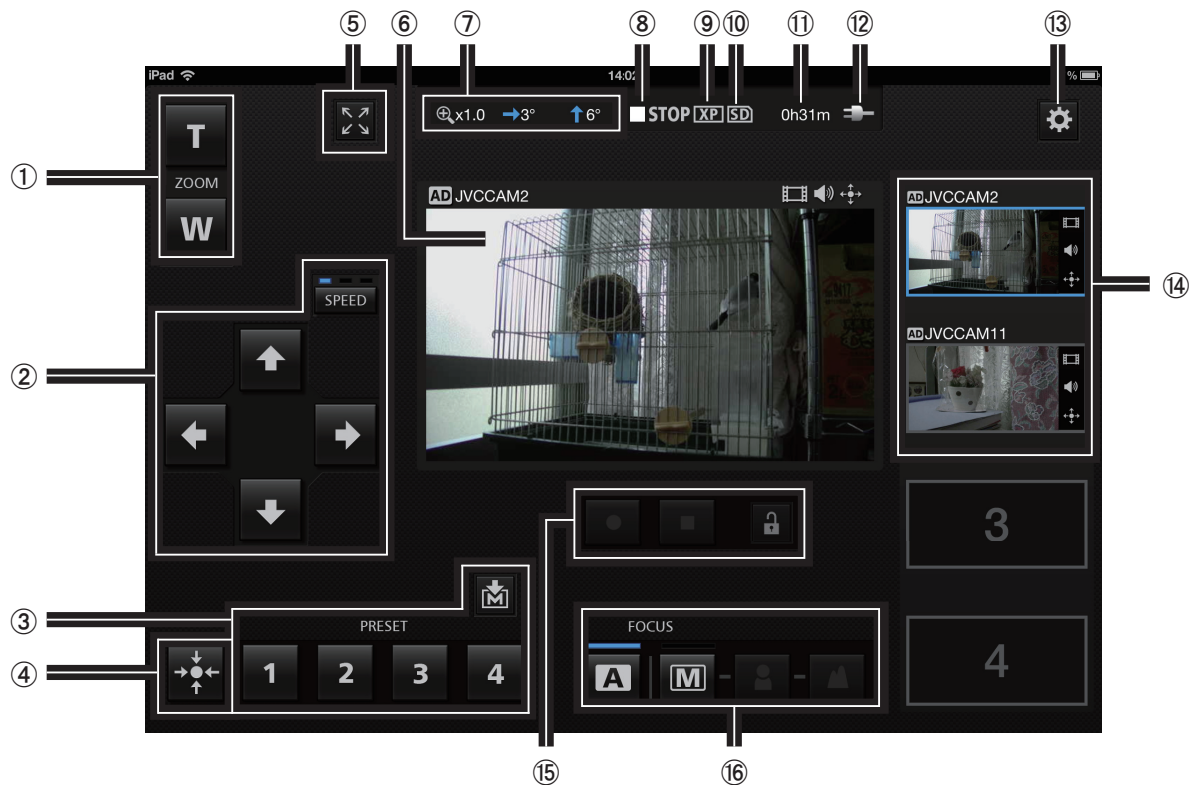 ⑤ ⑥ ⑦ ⑧ ⑨ ⑩ ⑪ ⑫ ⑬
iPad 14:02 %
x1.0 3° 6° STOP XP SD 0h31m
① T
ZOOM
W
AD JVCCAM2
AD JVCCAM2
⑭
SPEED
②
AD JVCCAM11
3
③ M
PRESET
1 2 3 4
④
FOCUS
A M
4
⑮ ⑯